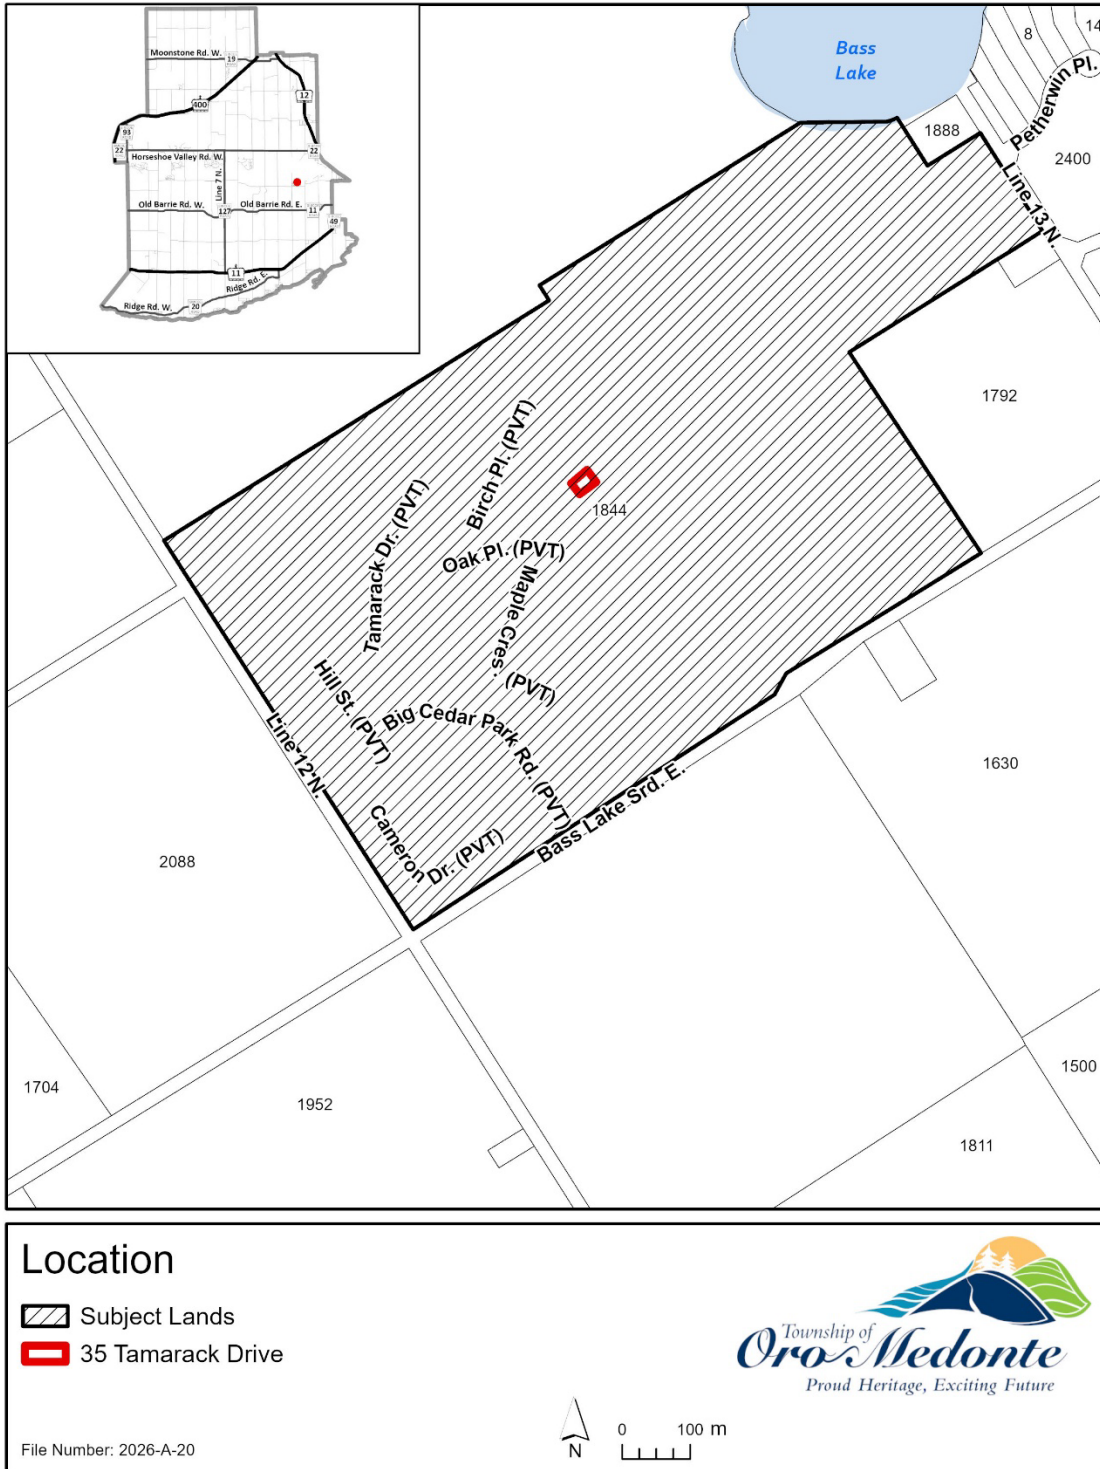 Moonstone Rd. W.
19
400
12
93
22
22
Horseshoe Valley Rd. W.
Line 7 N.
Old Barrie Rd. W.
Old Barrie Rd. E.
127
11
49
11
Ridge Rd. E.
Ridge Rd. W.
20
Bass
Lake
8
14
Petherwin Pl.
1888
2400
Line 13 N.
1792
Birch Pl. (PVT)
Tamarack Dr. (PVT)
1844
Oak Pl. (PVT)
Maple Cres. (PVT)
Hill St. (PVT)
Big Cedar Park Rd. (PVT)
Line 12 N.
Cameron Dr. (PVT)
Bass Lake Srd. E.
1630
2088
1704
1952
1500
1811
Location
Subject Lands
35 Tamarack Drive
Township of
Oro-Medonte
Proud Heritage, Exciting Future
N
0 100 m
File Number: 2026-A-20